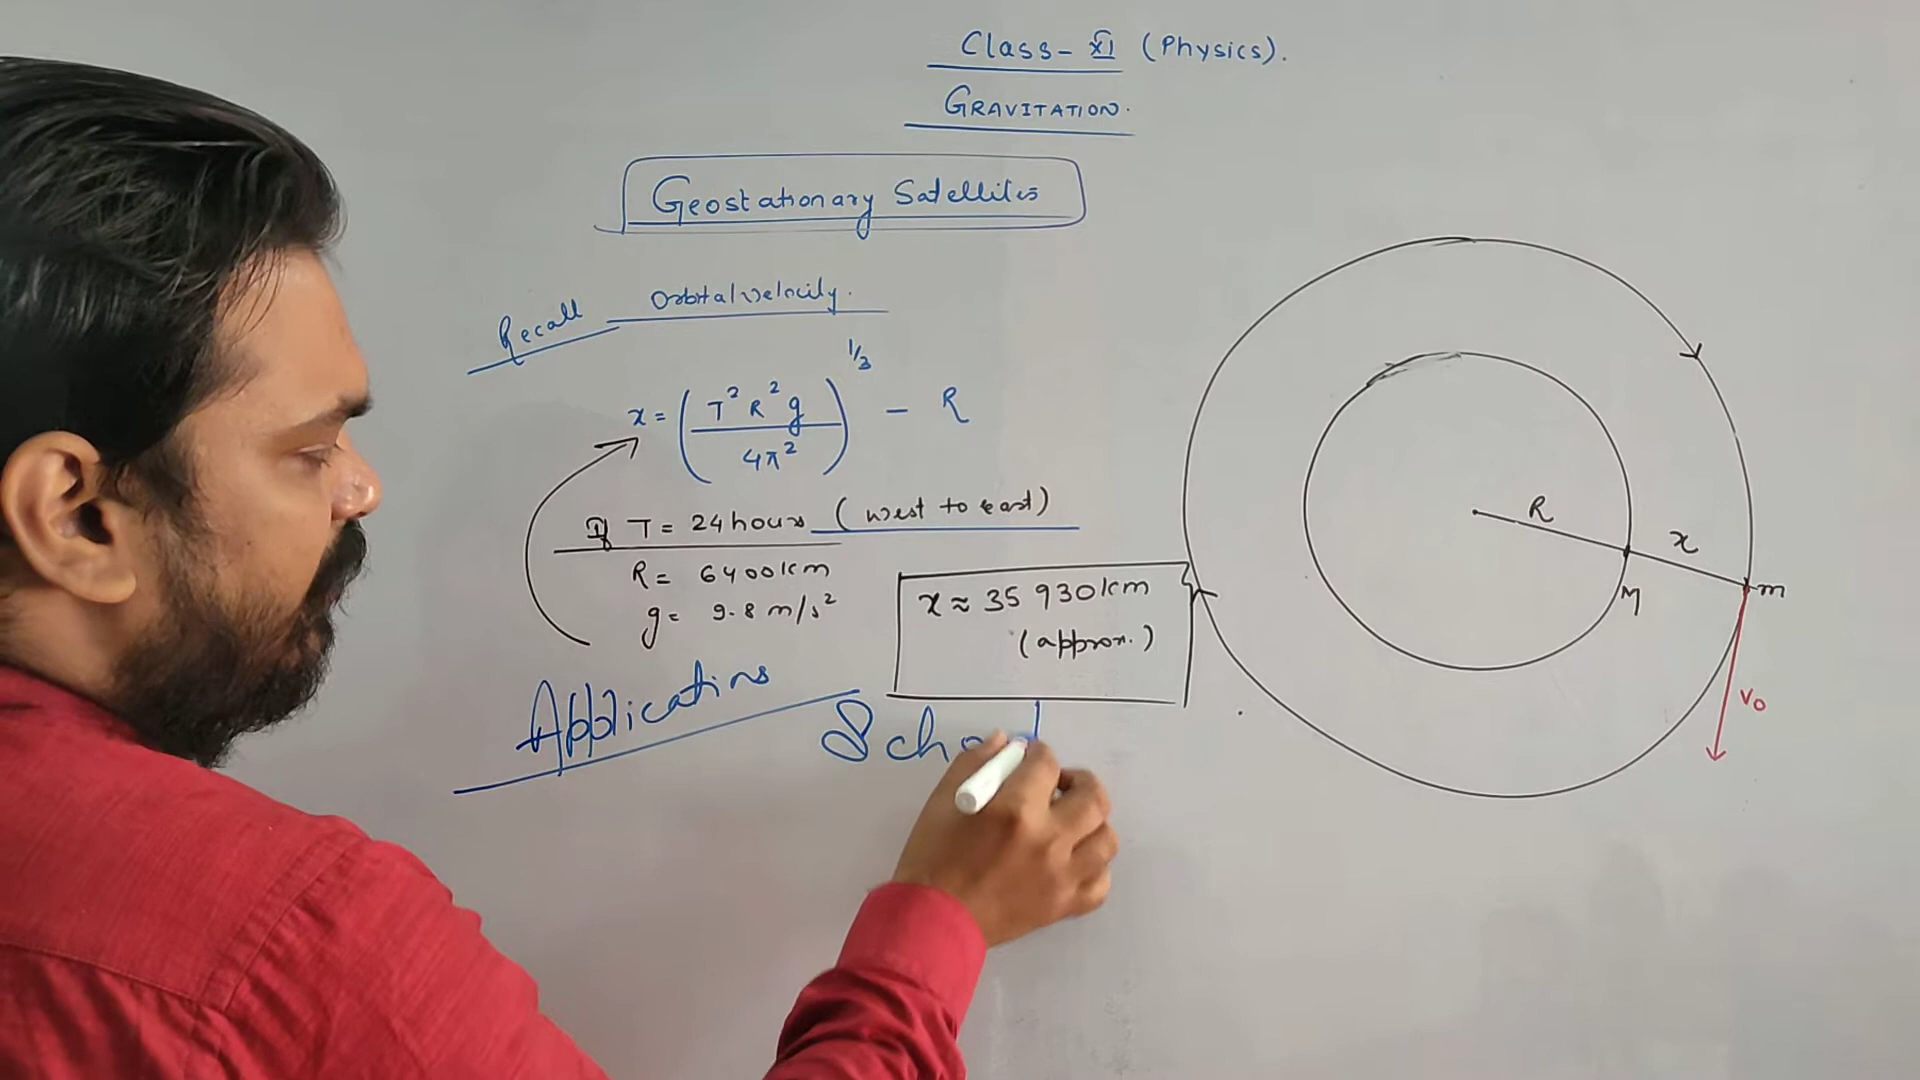 Class-XI (Physics).
GRAVITATION.
Geostationary Satellites
Recall Orbital velocity.
x = (T² R² g / 4π²)^1/3 - R
If T = 24 hours (west to east)
R = 6400 km
g = 9.8 m/s²
x ≈ 35 930 km
(approx.)
Applications
R
x
M
m
v₀